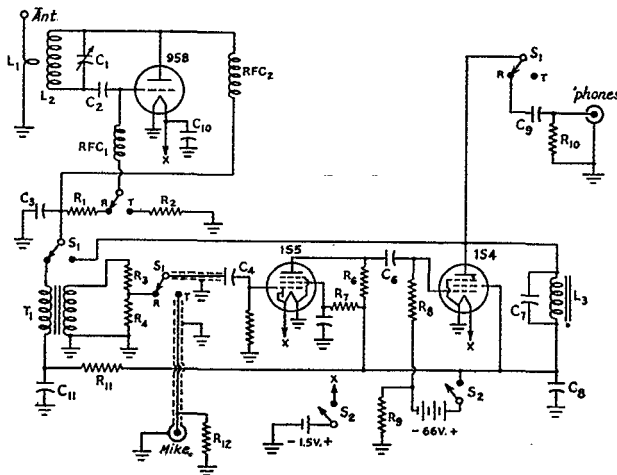 Ant.
L1
L2
C1
C2
958
C10
X
RFC2
RFC1
S1
R
T
C9
R10
'phones
C3
R1
R
T
R2
S1
T1
R3
R4
S1
R
T
C4
1S5
X
R7
R6
C6
R8
1S4
X
C7
L3
C11
R11
Mike.
R12
X
S2
- 1.5V. +
R9
S2
- 66V. +
C8